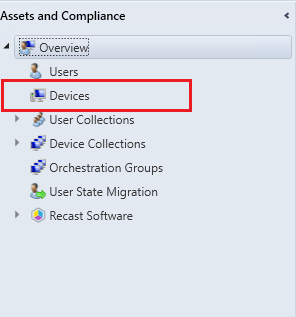 Assets and Compliance
Overview
Users
Devices
User Collections
Device Collections
Orchestration Groups
User State Migration
Recast Software